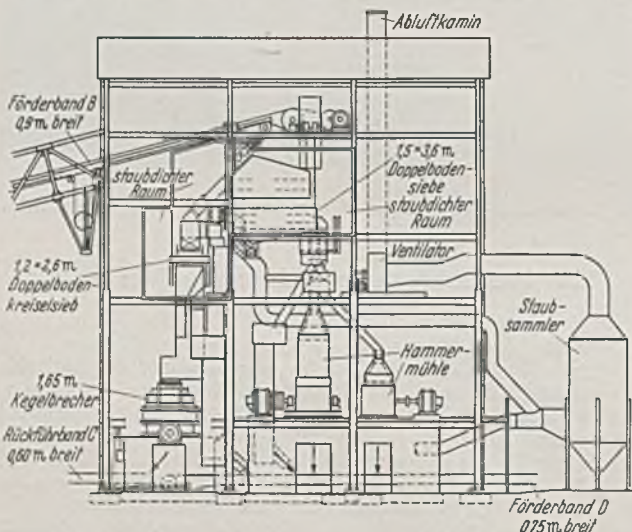 Abluftkamin
Förderband B
0,9 m. breit
staubdichter
Raum
1,5 × 3,6 m.
Doppelboden-
siebe
staubdichter
Raum
1,2 × 2,6 m.
Doppelboden-
kreiselsieb
Ventilator
Staub-
sammler
1,65 m.
Kegelbrecher
Hammer-
mühle
Rückführband C
0,60 m. breit
Förderband D
0,75 m. breit